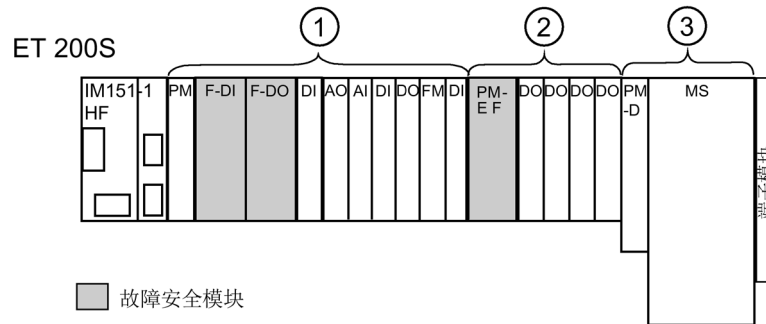 ① ② ③
ET 200S
IM151-1 HF
PM
F-DI
F-DO
DI
AO
AI
DI
DO
FM
DI
PM-E F
DO
DO
DO
DO
PM-D
MS
故障安全模块